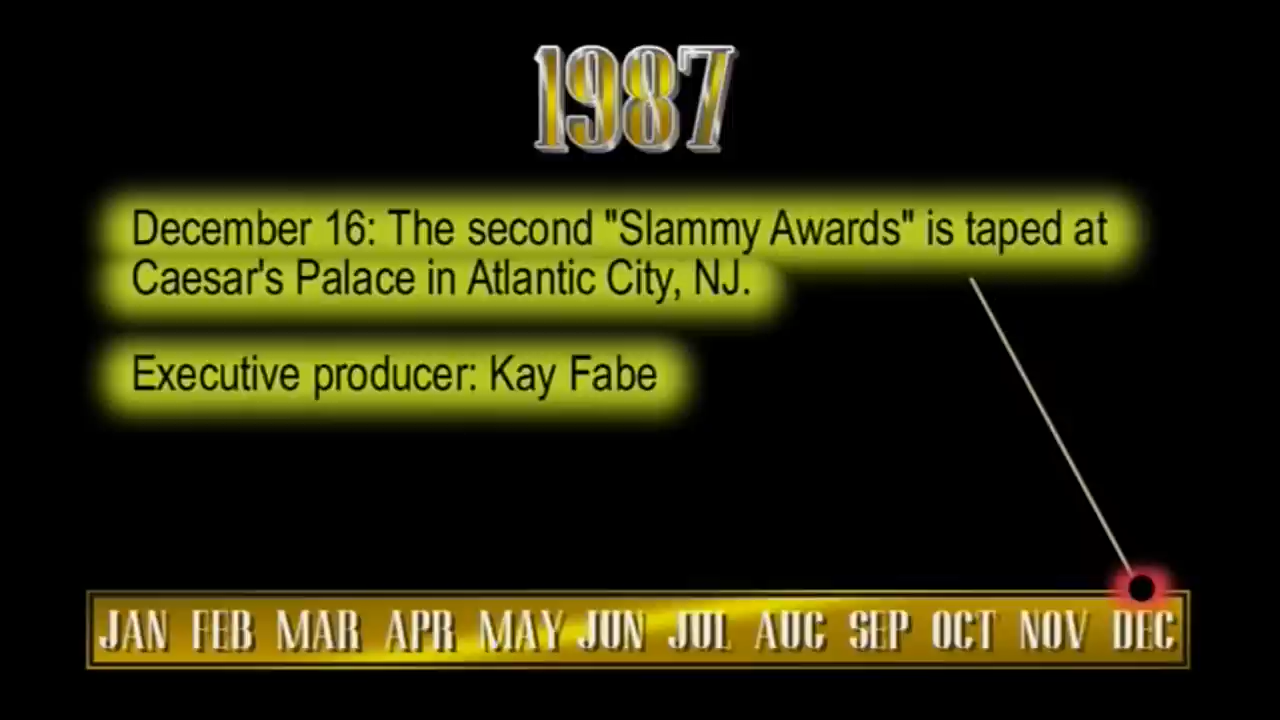 1987
December 16: The second "Slammy Awards" is taped at
Caesar's Palace in Atlantic City, NJ.
Executive producer: Kay Fabe
JAN FEB MAR APR MAY JUN JUL AUG SEP OCT NOV DEC